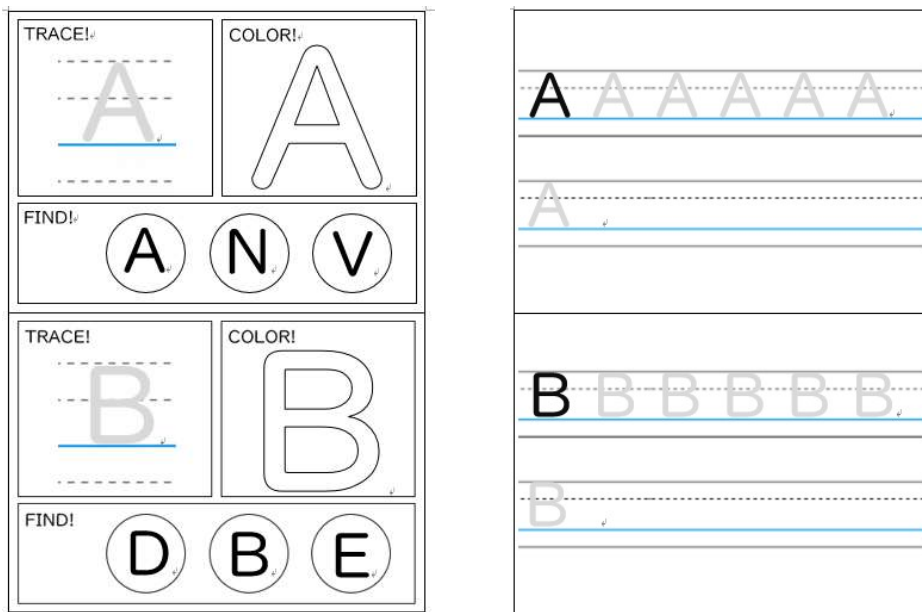 TRACE! COLOR!
A A
FIND!
A N V
TRACE! COLOR!
B B
FIND!
D B E
A A A A A A
A
B B B B B B
B